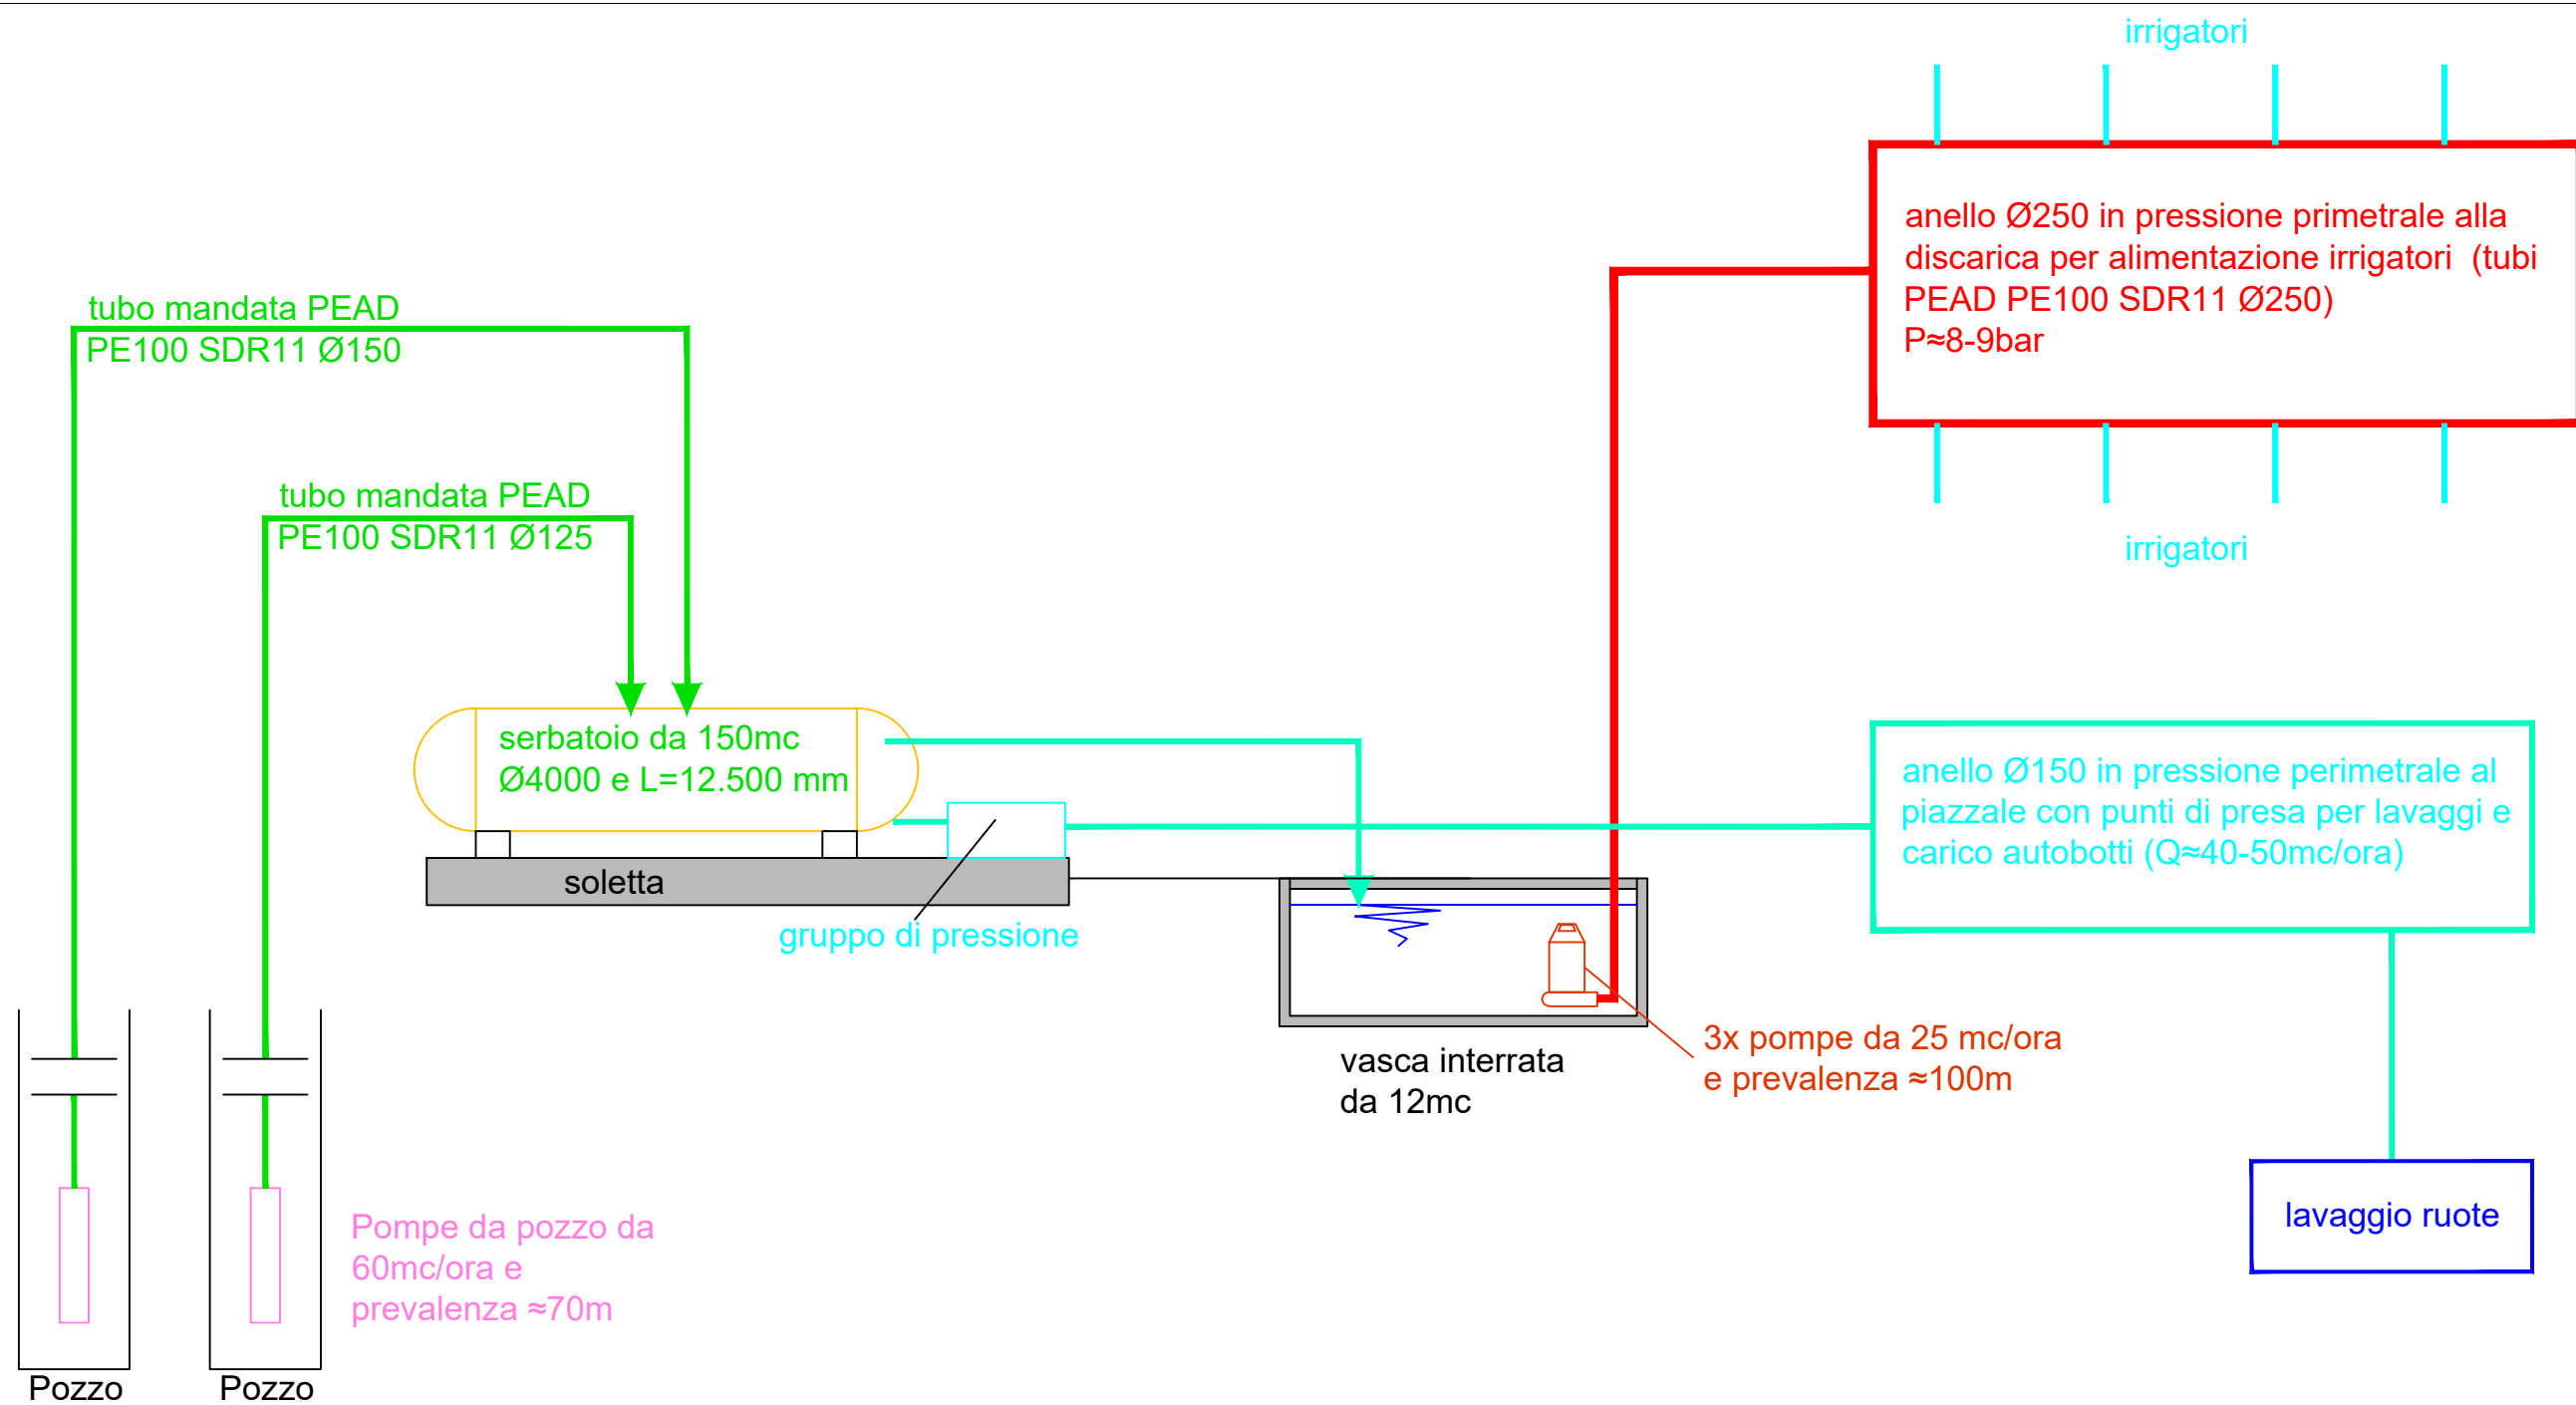 irrigatori
anello Ø250 in pressione primetrale alla
discarica per alimentazione irrigatori  (tubi
PEAD PE100 SDR11 Ø250)
P≈8-9bar
irrigatori
tubo mandata PEAD
PE100 SDR11 Ø150
tubo mandata PEAD
PE100 SDR11 Ø125
serbatoio da 150mc
Ø4000 e L=12.500 mm
soletta
gruppo di pressione
anello Ø150 in pressione perimetrale al
piazzale con punti di presa per lavaggi e
carico autobotti (Q≈40-50mc/ora)
vasca interrata
da 12mc
3x pompe da 25 mc/ora
e prevalenza ≈100m
lavaggio ruote
Pompe da pozzo da
60mc/ora e
prevalenza ≈70m
Pozzo
Pozzo